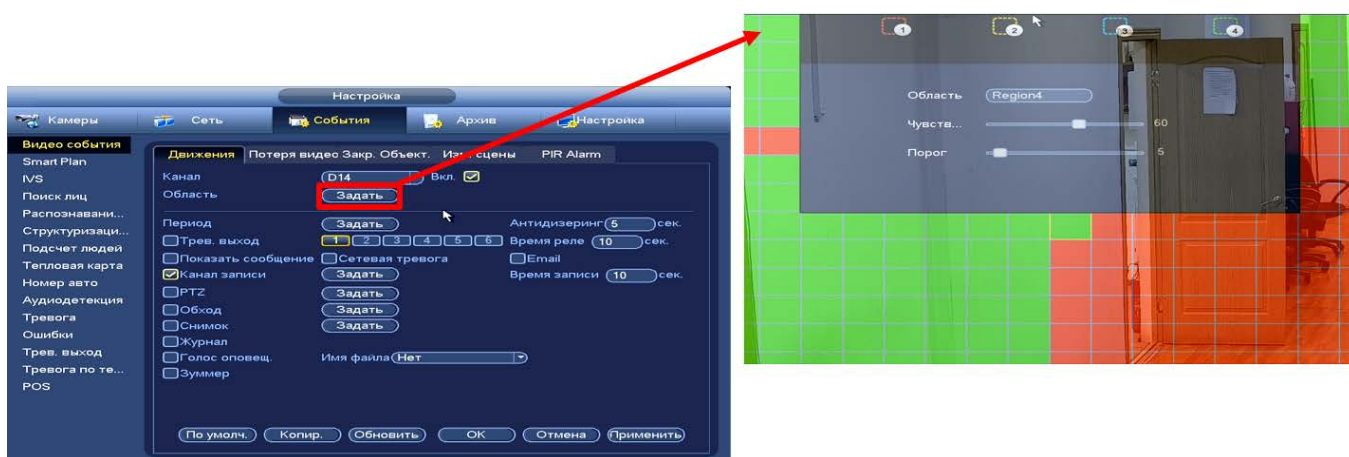 Настройка
Камеры Сеть События Архив Настройка
Видео события
Smart Plan
IVS
Поиск лиц
Распознавани...
Структуризаци...
Подсчет людей
Тепловая карта
Номер авто
Аудиодетекция
Тревога
Ошибки
Трев. выход
Тревога по те...
POS
Движения Потеря видео Закр. Объект. сцены PIR Alarm
Канал D14 Вкл.
Область Задать
Период Задать Антидизеринг 5 сек.
Трев. выход 1 2 3 4 5 6 Время реле 10 сек.
Показать сообщение Сетевая тревога Email
Канал записи Задать Время записи 10 сек.
PTZ Задать
Обход Задать
Снимок Задать
Журнал
Голос оповещ. Имя файла Нет
Зуммер
По умолч. Копир. Обновить OK Отмена Применить
1 2 3 4
Область Region4
Чувств... 60
Порог 5